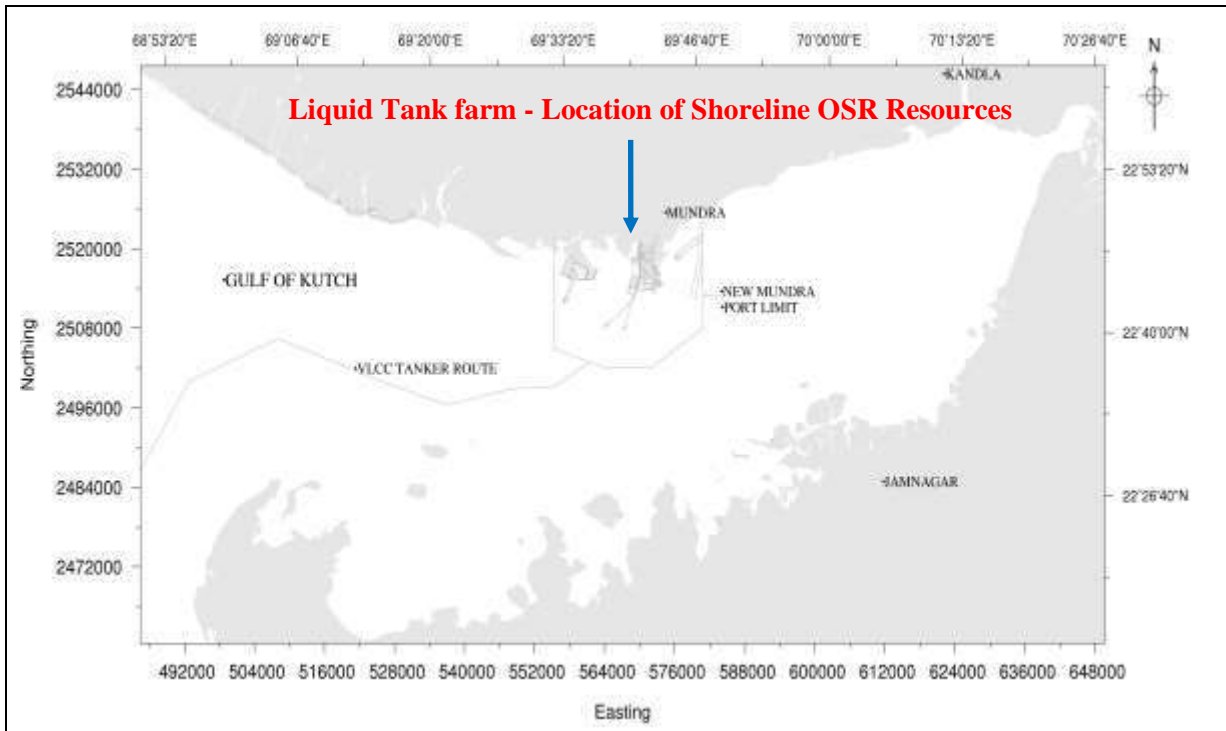 68°53'20"E 69°06'40"E 69°20'00"E 69°33'20"E 69°46'40"E 70°00'00"E 70°13'20"E 70°26'40"E
N
2544000
KANDLA
Liquid Tank farm - Location of Shoreline OSR Resources
2532000
22°53'20"N
MUNDRA
2520000
GULF OF KUTCH
NEW MUNDRA
PORT LIMIT
2508000
22°40'00"N
Northing
VLCC TANKER ROUTE
2496000
2484000
JAMNAGAR
22°26'40"N
2472000
492000 504000 516000 528000 540000 552000 564000 576000 588000 600000 612000 624000 636000 648000
Easting